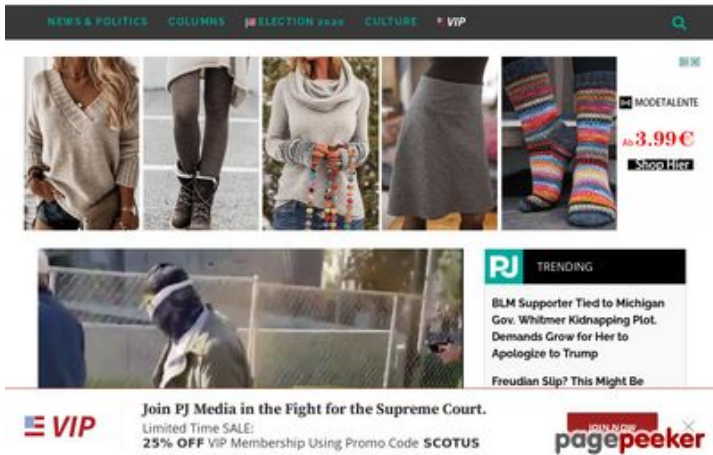 NEWS & POLITICS COLUMNS ELECTION 2020 CULTURE VIP
MODETALENTE
Ab 3.99€
Shop Hier
PJ TRENDING
BLM Supporter Tied to Michigan
Gov. Whitmer Kidnapping Plot.
Demands Grow for Her to
Apologize to Trump
Freudian Slip? This Might Be
VIP
Join PJ Media in the Fight for the Supreme Court.
Limited Time SALE:
25% OFF VIP Membership Using Promo Code SCOTUS
JOIN NOW
pagepeeker